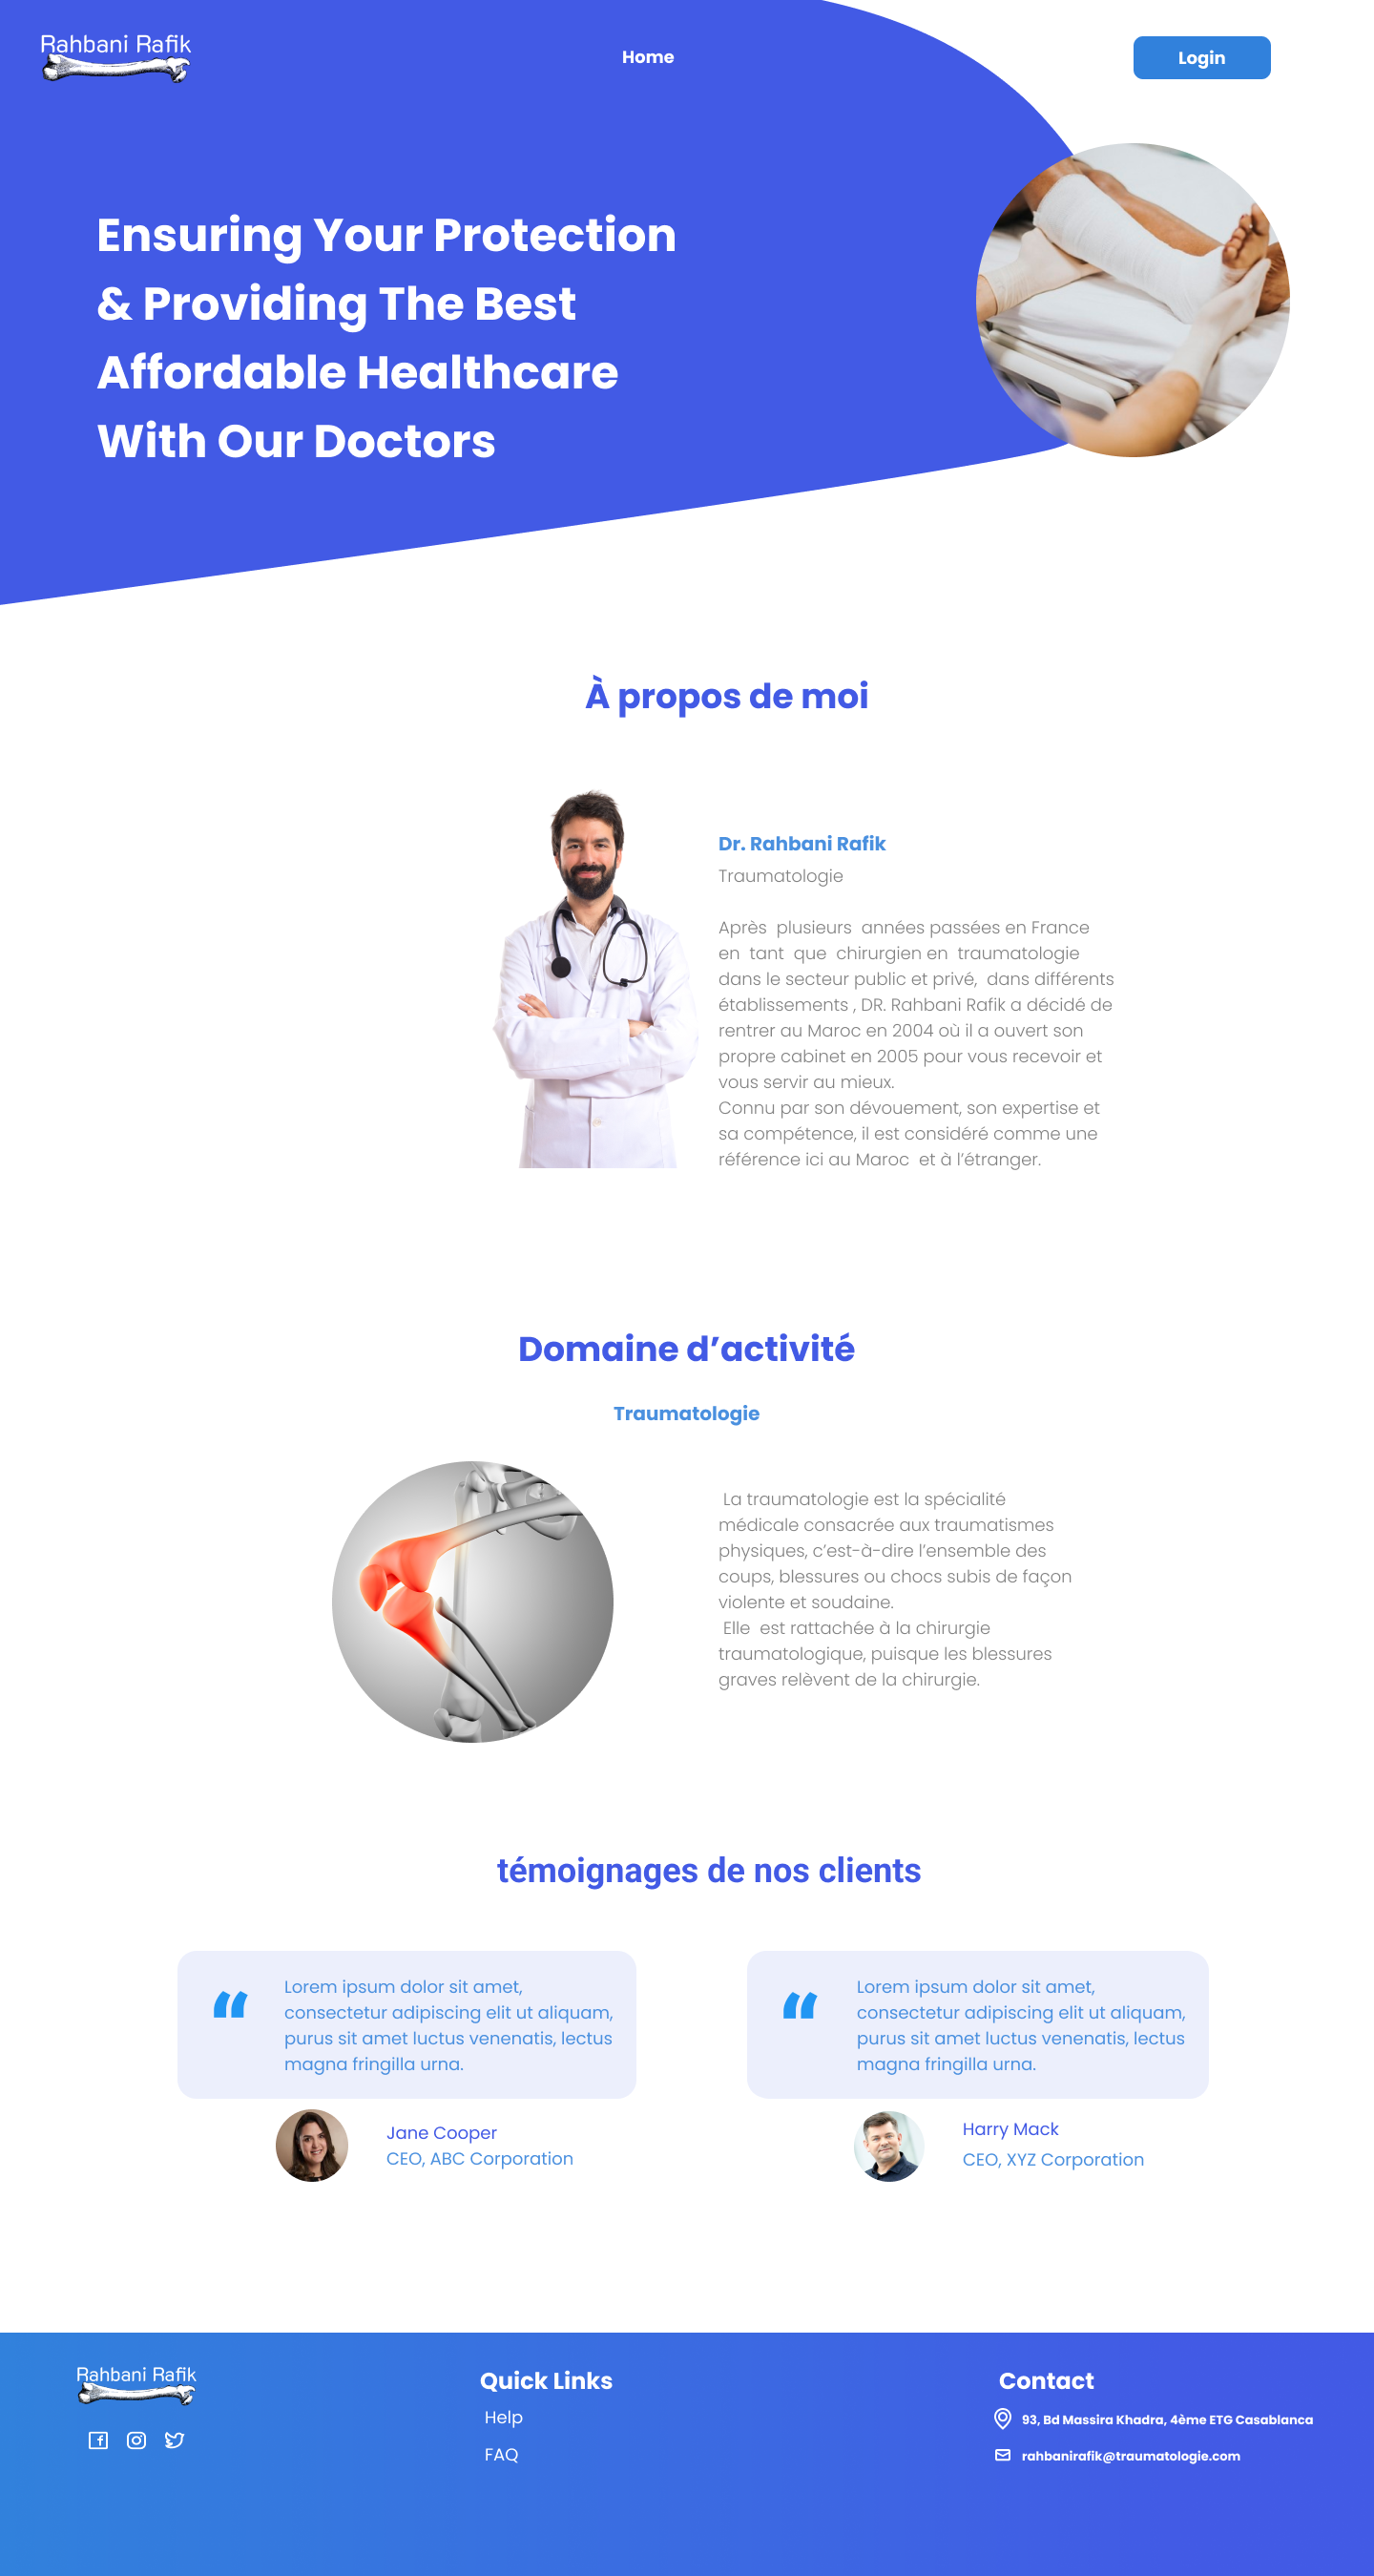 Rahbani Rafik
Home
Login
Ensuring Your Protection
& Providing The Best
Affordable Healthcare
With Our Doctors
À propos de moi
Dr. Rahbani Rafik
Traumatologie
Après plusieurs années passées en France
en tant que chirurgien en traumatologie
dans le secteur public et privé, dans différents
établissements , DR. Rahbani Rafik a décidé de
rentrer au Maroc en 2004 où il a ouvert son
propre cabinet en 2005 pour vous recevoir et
vous servir au mieux.
Connu par son dévouement, son expertise et
sa compétence, il est considéré comme une
référence ici au Maroc et à l’étranger.
Domaine d’activité
Traumatologie
La traumatologie est la spécialité
médicale consacrée aux traumatismes
physiques, c’est-à-dire l’ensemble des
coups, blessures ou chocs subis de façon
violente et soudaine.
Elle est rattachée à la chirurgie
traumatologique, puisque les blessures
graves relèvent de la chirurgie.
témoignages de nos clients
“
Lorem ipsum dolor sit amet,
consectetur adipiscing elit ut aliquam,
purus sit amet luctus venenatis, lectus
magna fringilla urna.
Jane Cooper
CEO, ABC Corporation
“
Lorem ipsum dolor sit amet,
consectetur adipiscing elit ut aliquam,
purus sit amet luctus venenatis, lectus
magna fringilla urna.
Harry Mack
CEO, XYZ Corporation
Rahbani Rafik
Quick Links
Help
FAQ
Contact
93, Bd Massira Khadra, 4ème ETG Casablanca
rahbanirafik@traumatologie.com